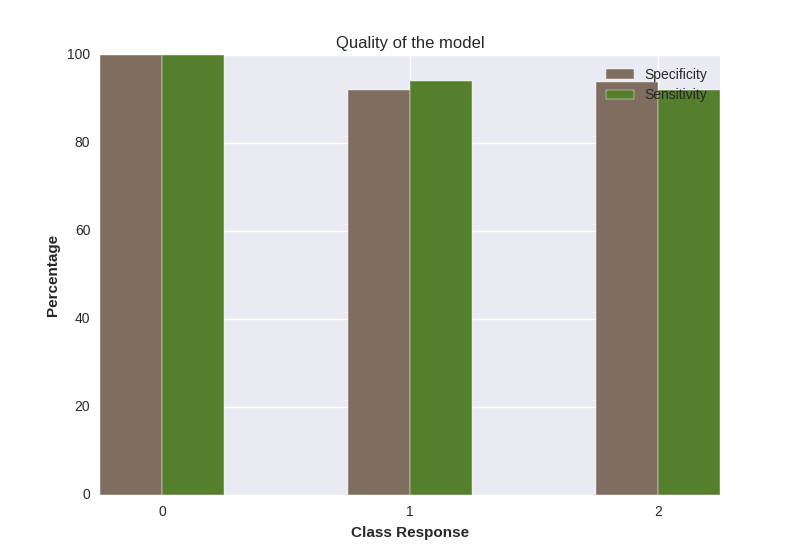 Quality of the model
100
80
60
40
20
0
Percentage
Specificity
Sensitivity
0
1
2
Class Response